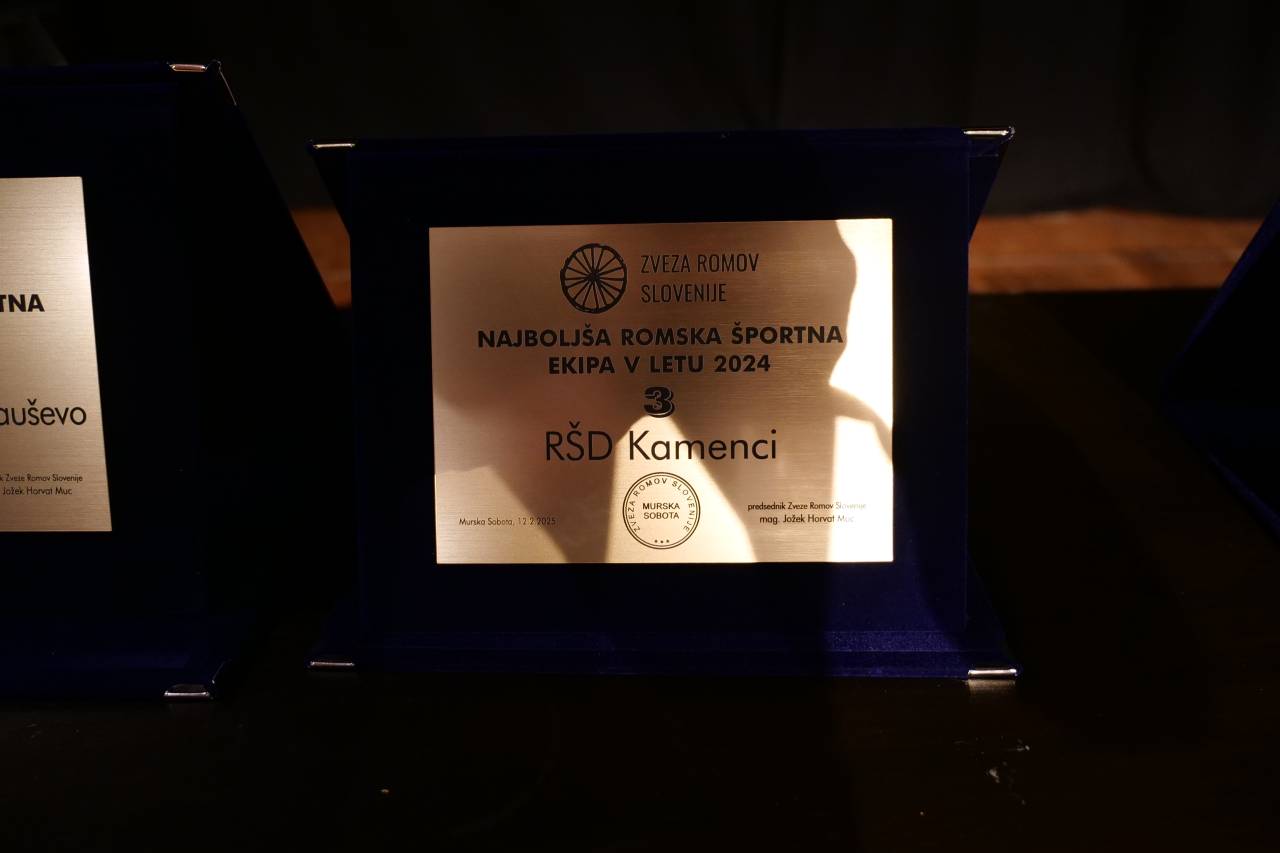 TNA
auševo
k Zveze Romov Slovenije
Jožek Horvat Muc
ZVEZA ROMOV
SLOVENIJE
NAJBOLJŠA ROMSKA ŠPORTNA
EKIPA V LETU 2024
3
RŠD Kamenci
ZVEZA ROMOV SLOVENIJE
MURSKA
SOBOTA
Murska Sobota, 12.2.2025
predsednik Zveze Romov Slovenije
mag. Jožek Horvat Muc